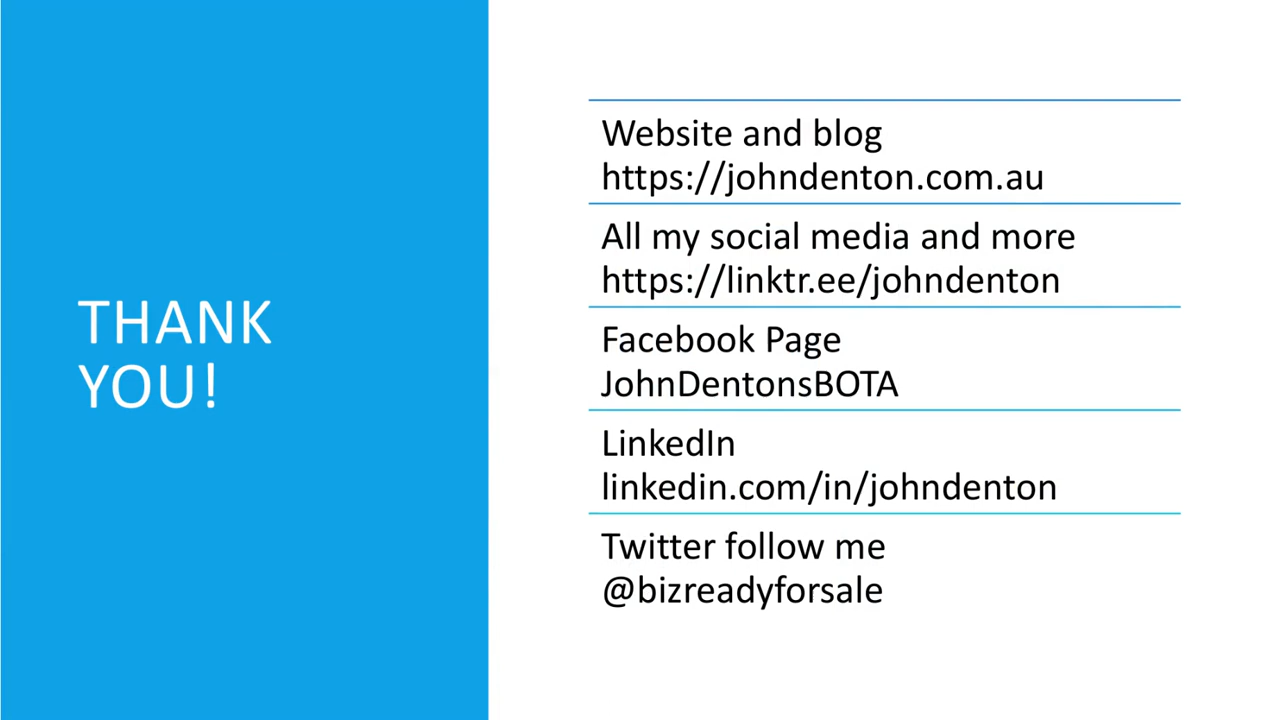 THANK
YOU!
Website and blog
https://johndenton.com.au
All my social media and more
https://linktr.ee/johndenton
Facebook Page
JohnDentonsBOTA
LinkedIn
linkedin.com/in/johndenton
Twitter follow me
@bizreadyforsale